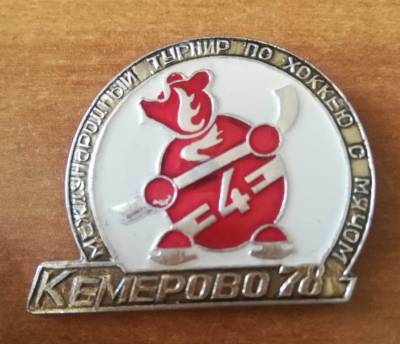 МЕЖДУНАРОДНЫЙ ТУРНИР ПО ХОККЕЮ С МЯЧОМ
4
КЕМЕРОВО 78